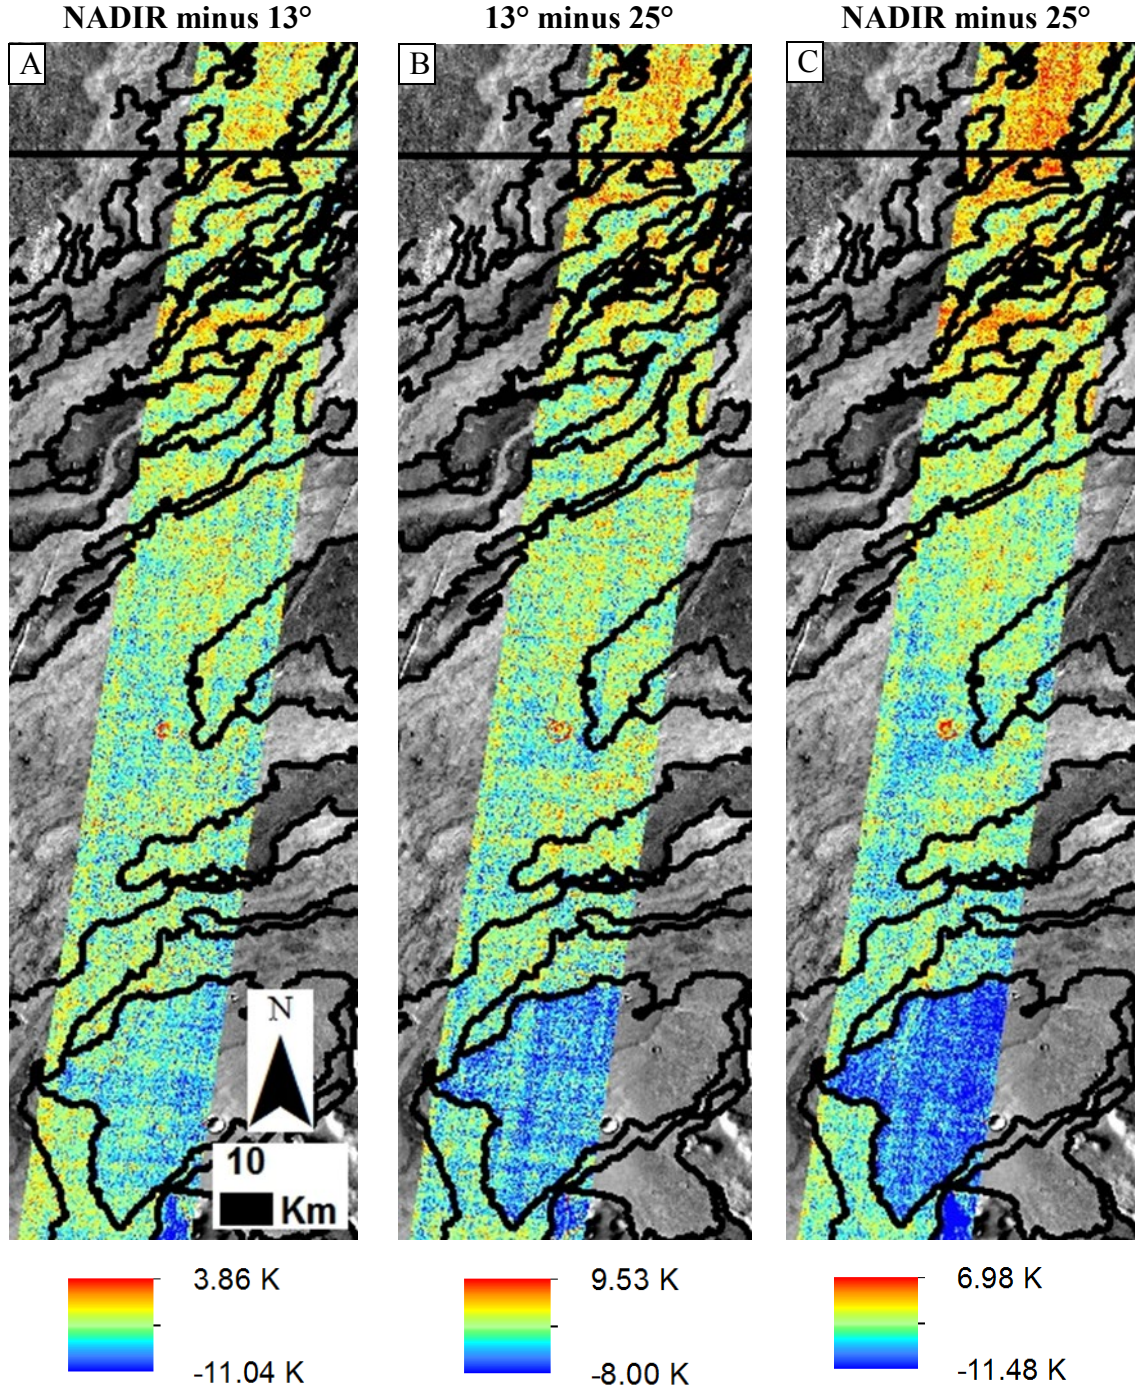 NADIR minus 13°
13° minus 25°
NADIR minus 25°
A
B
C
N
10
Km
3.86 K
-11.04 K
9.53 K
-8.00 K
6.98 K
-11.48 K